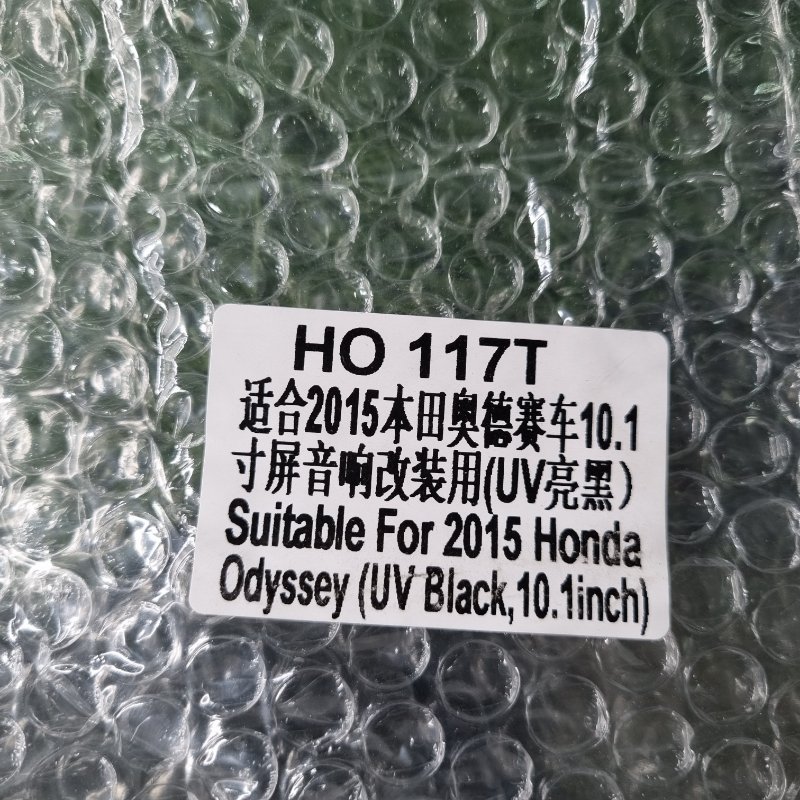 HO 117T
适合2015本田奥德赛车10.1
寸屏音响改装用(UV亮黑)
Suitable For 2015 Honda
Odyssey (UV Black,10.1inch)